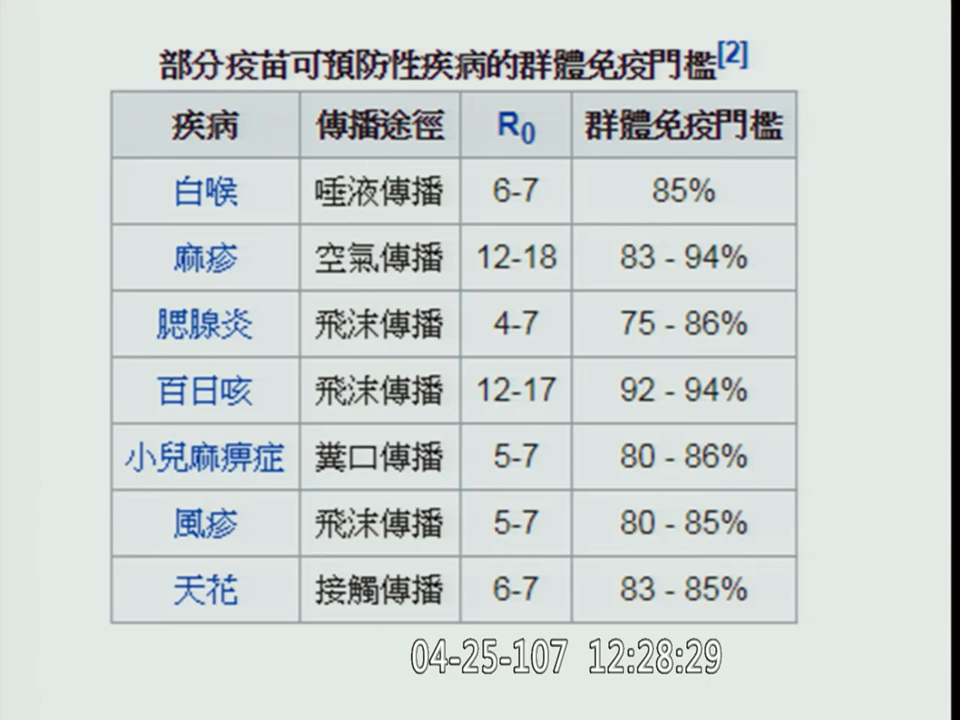 部分疫苗可預防性疾病的群體免疫門檻[2]
疾病 傳播途徑 R0 群體免疫門檻
白喉 唾液傳播 6-7 85%
麻疹 空氣傳播 12-18 83 - 94%
腮腺炎 飛沫傳播 4-7 75 - 86%
百日咳 飛沫傳播 12-17 92 - 94%
小兒麻痹症 糞口傳播 5-7 80 - 86%
風疹 飛沫傳播 5-7 80 - 85%
天花 接觸傳播 6-7 83 - 85%
04-25-107 12:28:29